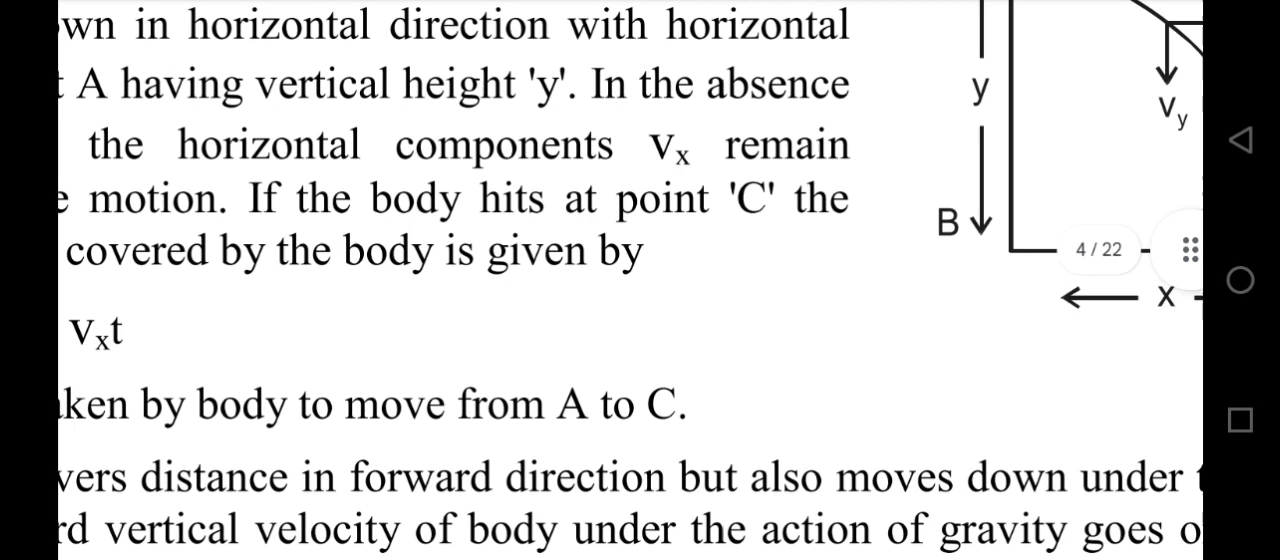 wn in horizontal direction with horizontal
A having vertical height 'y'. In the absence
the horizontal components vₓ remain
e motion. If the body hits at point 'C' the
covered by the body is given by
vₓt
ken by body to move from A to C.
vers distance in forward direction but also moves down under
rd vertical velocity of body under the action of gravity goes o
y
Vy
B
4 / 22
X